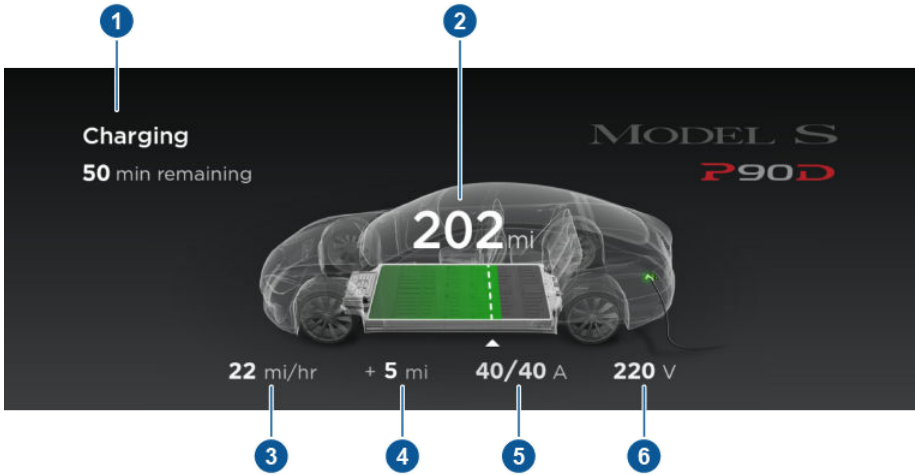 1
2
Charging
50 min remaining
MODEL S
P90D
202 mi
22 mi/hr
+ 5 mi
40/40 A
220 V
3
4
5
6